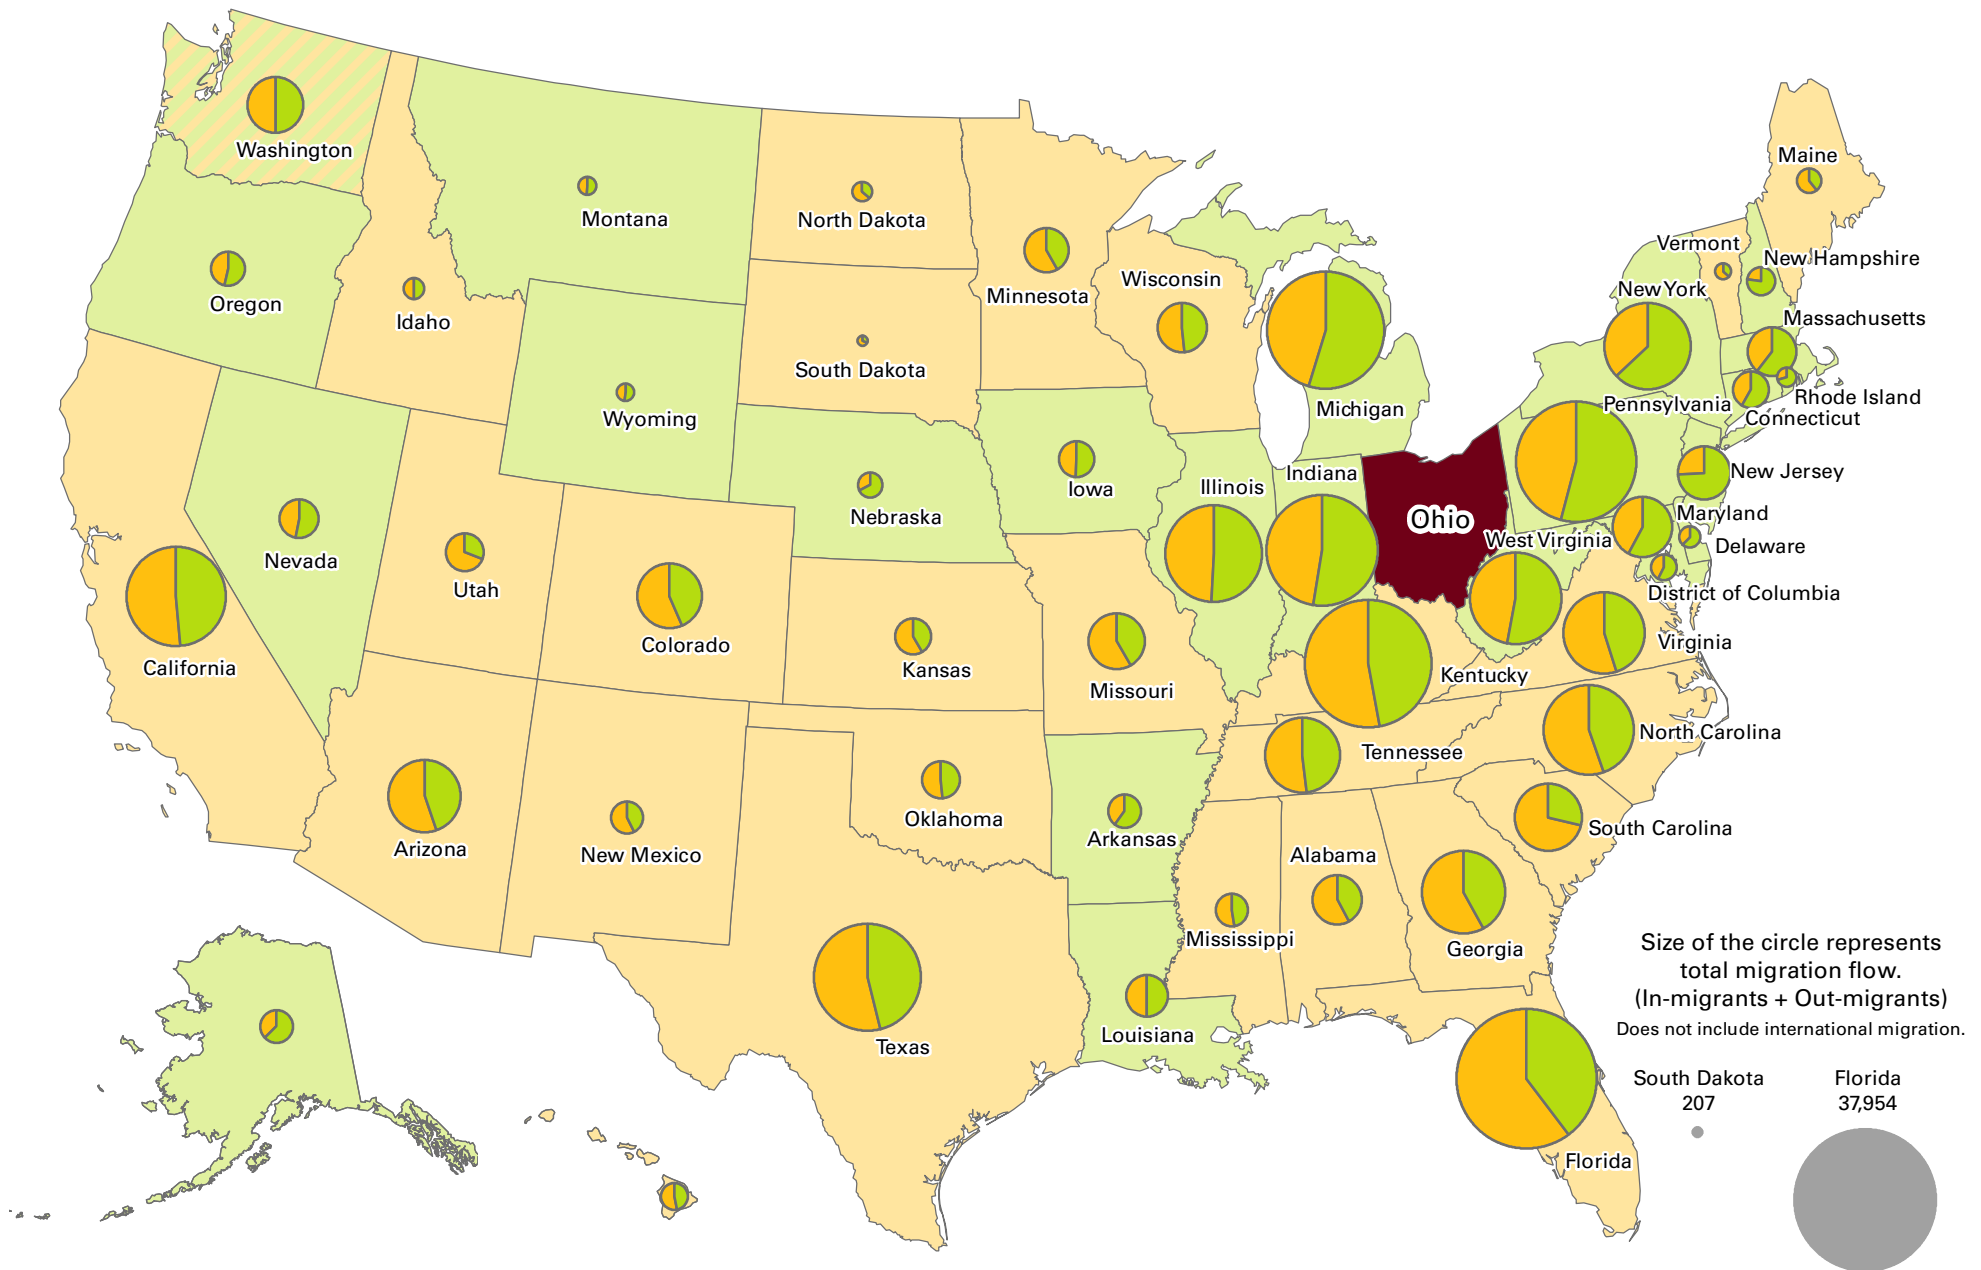 Washington
Montana
North Dakota
Minnesota
Wisconsin
Maine
Vermont
New Hampshire
New York
Massachusetts
Oregon
Idaho
South Dakota
Wyoming
Michigan
Pennsylvania
Rhode Island
Connecticut
Nebraska
Iowa
Illinois
Indiana
Ohio
New Jersey
Maryland
West Virginia
Delaware
District of Columbia
Nevada
Utah
Colorado
California
Kansas
Missouri
Kentucky
Virginia
North Carolina
Tennessee
Arizona
New Mexico
Oklahoma
Arkansas
South Carolina
Alabama
Mississippi
Georgia
Texas
Louisiana
Florida
Size of the circle represents
total migration flow.
(In-migrants + Out-migrants)
Does not include international migration.
South Dakota
207
Florida
37,954